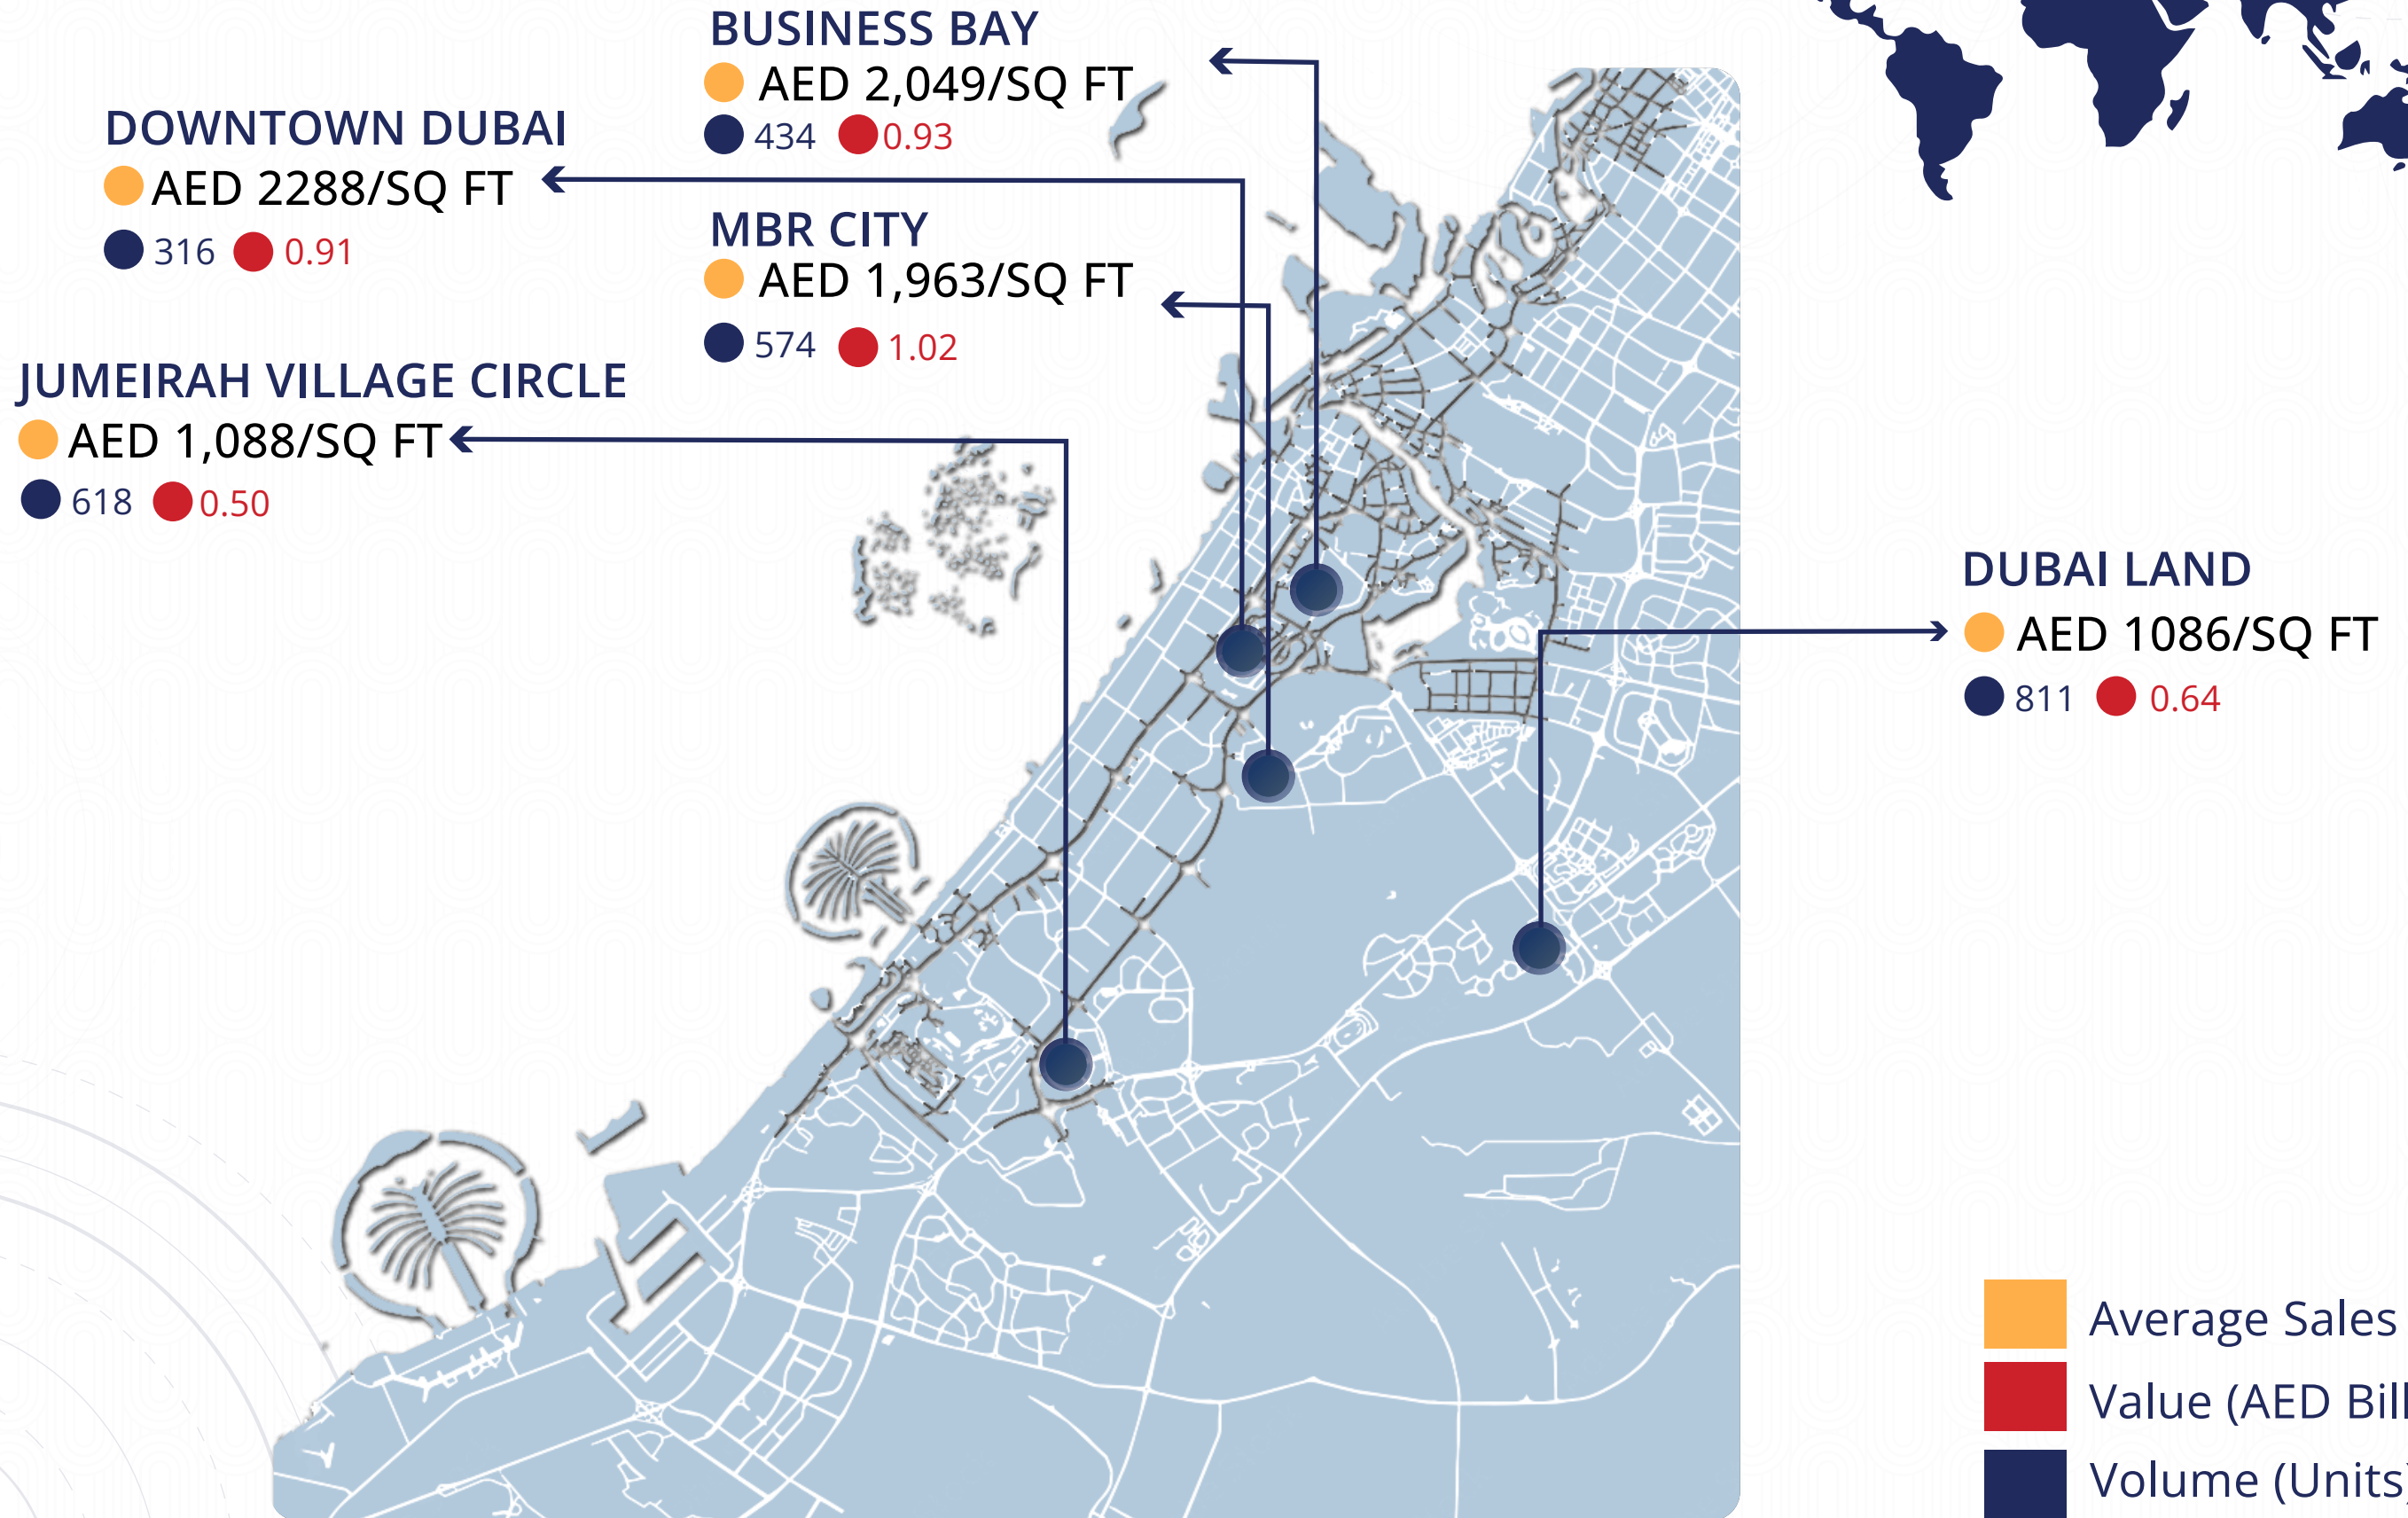 BUSINESS BAY
AED 2,049/SQ FT
434 0.93
DOWNTOWN DUBAI
AED 2288/SQ FT
316 0.91
MBR CITY
AED 1,963/SQ FT
574 1.02
JUMEIRAH VILLAGE CIRCLE
AED 1,088/SQ FT
618 0.50
DUBAI LAND
AED 1086/SQ FT
811 0.64
Average Sales
Value (AED Bill
Volume (Units)